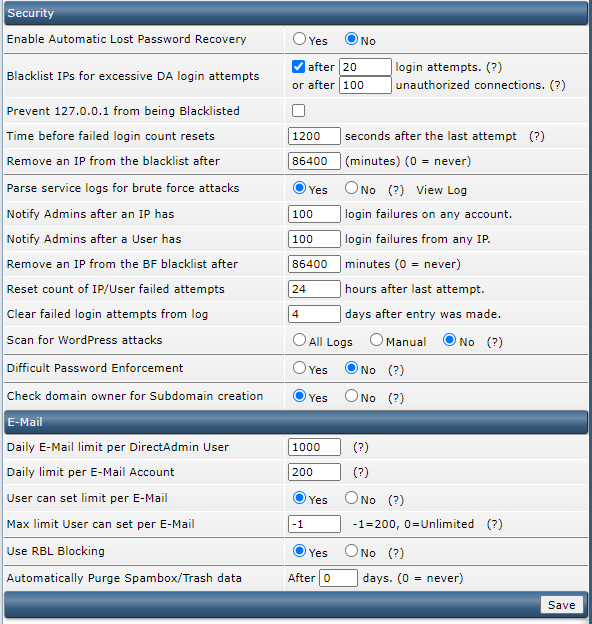 Security
Enable Automatic Lost Password Recovery Yes No
Blacklist IPs for excessive DA login attempts after 20 login attempts. (?)
or after 100 unauthorized connections. (?)
Prevent 127.0.0.1 from being Blacklisted
Time before failed login count resets 1200 seconds after the last attempt (?)
Remove an IP from the blacklist after 86400 (minutes) (0 = never)
Parse service logs for brute force attacks Yes No (?) View Log
Notify Admins after an IP has 100 login failures on any account.
Notify Admins after a User has 100 login failures from any IP.
Remove an IP from the BF blacklist after 86400 minutes (0 = never)
Reset count of IP/User failed attempts 24 hours after last attempt.
Clear failed login attempts from log 4 days after entry was made.
Scan for WordPress attacks All Logs Manual No (?)
Difficult Password Enforcement Yes No (?)
Check domain owner for Subdomain creation Yes No (?)
E-Mail
Daily E-Mail limit per DirectAdmin User 1000 (?)
Daily limit per E-Mail Account 200 (?)
User can set limit per E-Mail Yes No (?)
Max limit User can set per E-Mail -1 -1=200, 0=Unlimited (?)
Use RBL Blocking Yes No (?)
Automatically Purge Spambox/Trash data After 0 days. (0 = never)
Save